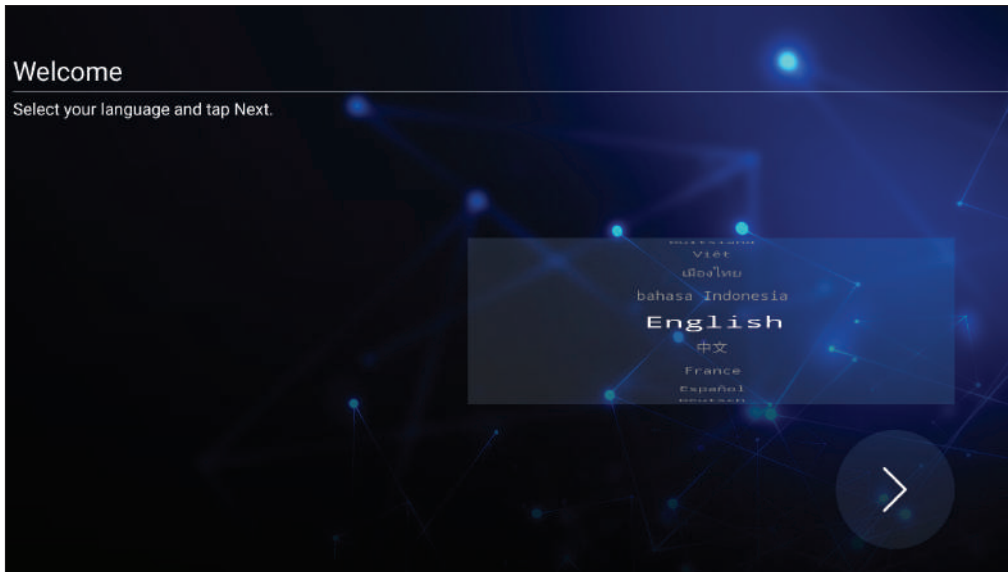 Welcome
Select your language and tap Next.
Việt
เมืองไทย
bahasa Indonesia
English
中文
France
Español
Deutsch